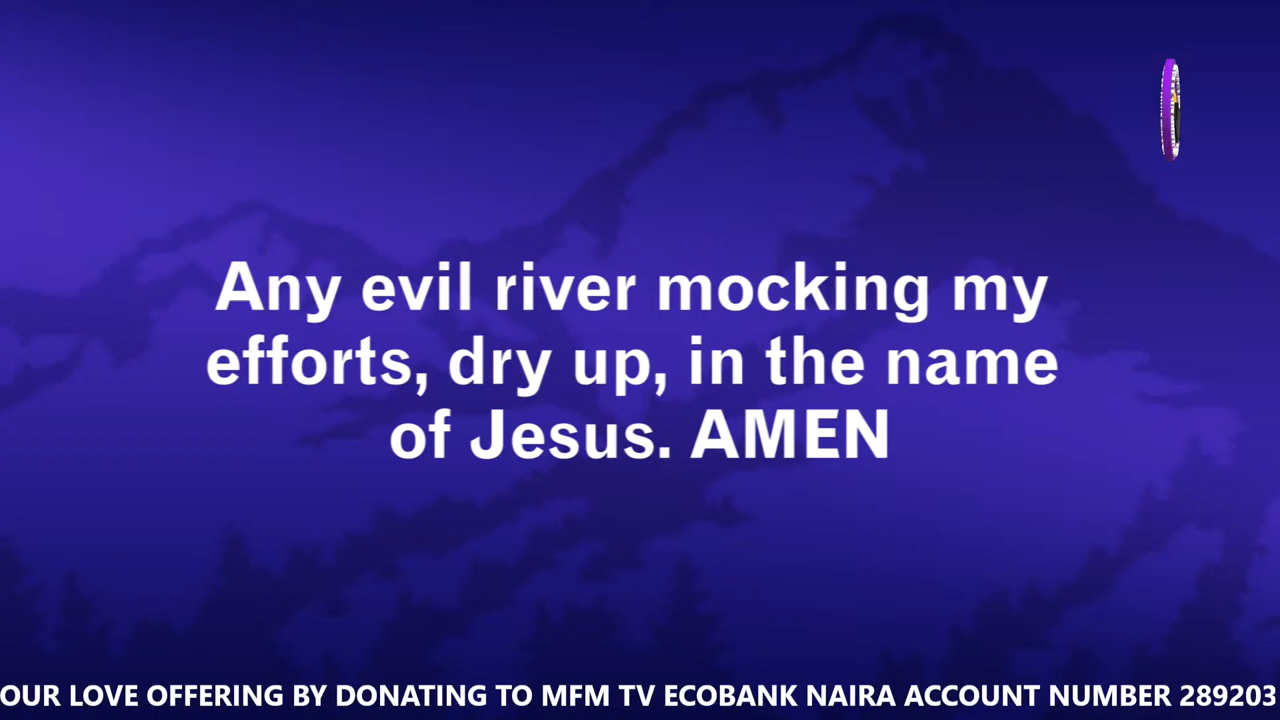 Any evil river mocking my
efforts, dry up, in the name
of Jesus. AMEN
OUR LOVE OFFERING BY DONATING TO MFM TV ECOBANK NAIRA ACCOUNT NUMBER 289203